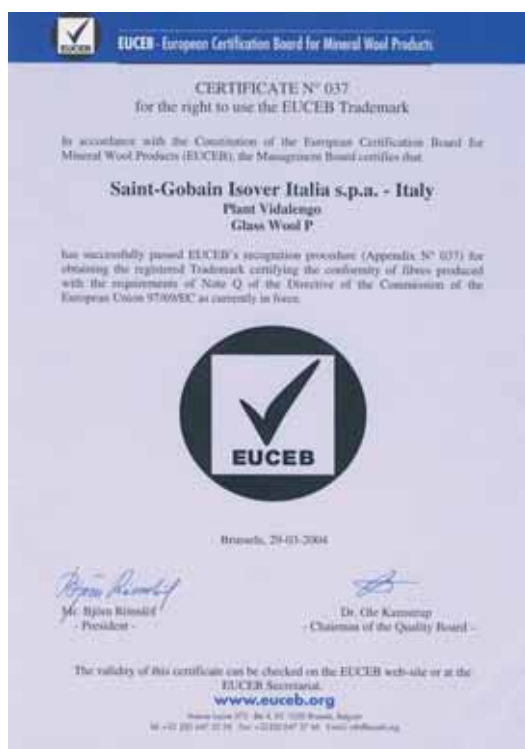 EUCEB
EUCEB - European Certification Board for Mineral Wool Products
CERTIFICATE N° 037
for the right to use the EUCEB Trademark
In accordance with the Constitution of the European Certification Board for
Mineral Wool Products (EUCEB), the Management Board certifies that
Saint-Gobain Isover Italia s.p.a. - Italy
Plant Vidalengo
Glass Wool P
has successfully passed EUCEB's recognition procedure (Appendix N° 037) for
obtaining the registered Trademark certifying the conformity of fibres produced
with the requirements of Note Q of the Directive of the Commission of the
European Union 97/69/EC as currently in force.
EUCEB
Brussels, 29-03-2004
Mr. Björn
Dr. Ole Kamstrup
- President -
- Chairman of the Quality Board -
The validity of this certificate can be checked on the EUCEB web-site or at the
EUCEB Secretariat.
www.euceb.org